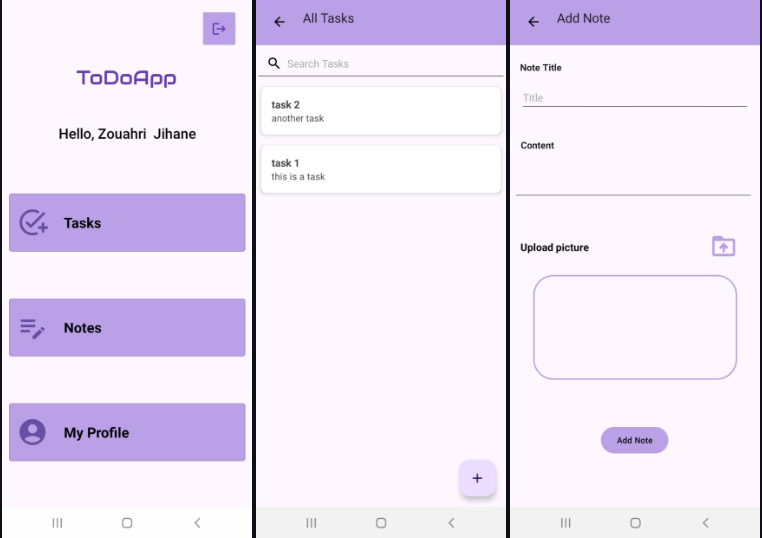 ToDoApp
Hello, Zouahri Jihane
Tasks
Notes
My Profile
All Tasks
Search Tasks
task 2
another task
task 1
this is a task
+
Add Note
Note Title
Title
Content
Upload picture
Add Note